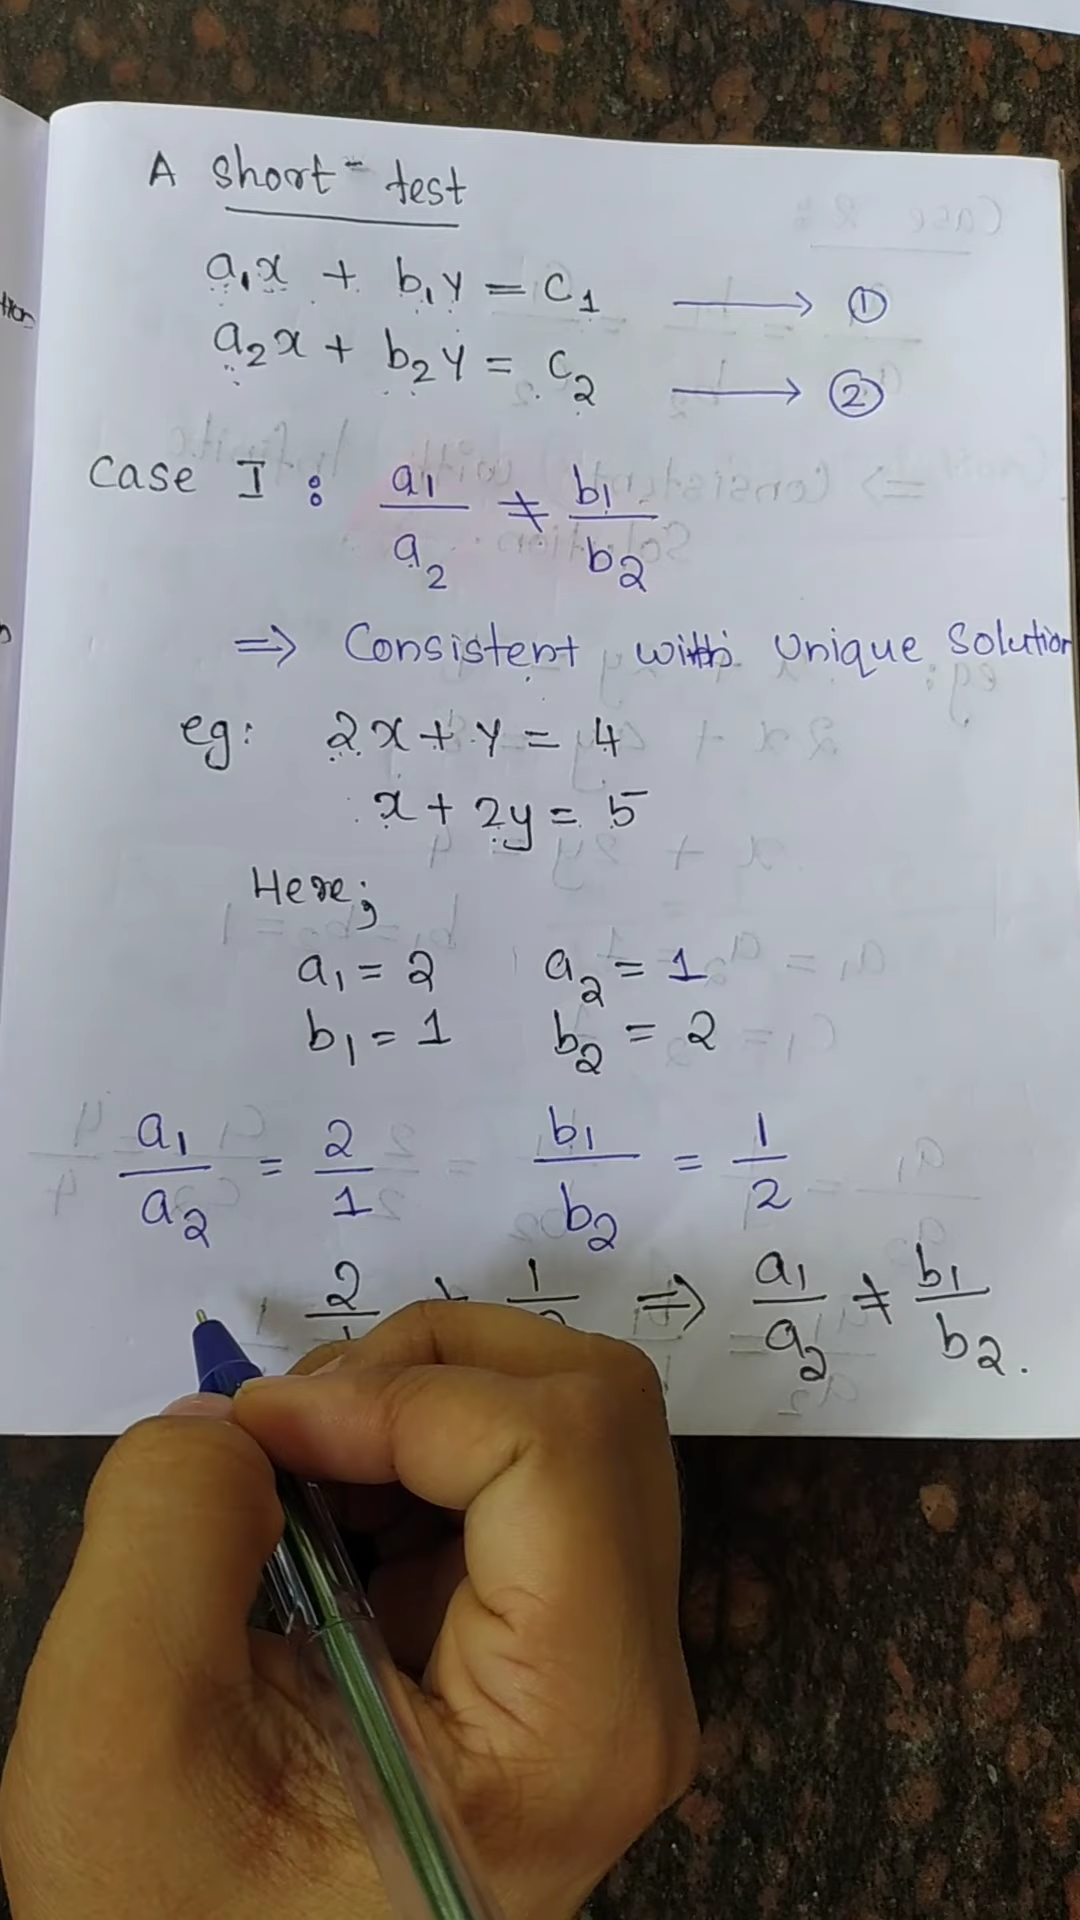 A short test
a₁x + b₁y = c₁ ⟶ ①
a₂x + b₂y = c₂ ⟶ ②
Case I : a₁/a₂ ≠ b₁/b₂
⇒ Consistent with Unique Solution
eg: 2x + y = 4
x + 2y = 5
Here;
a₁ = 2 a₂ = 1
b₁ = 1 b₂ = 2
a₁/a₂ = 2/1 b₁/b₂ = 1/2
⇒ a₁/a₂ ≠ b₁/b₂.